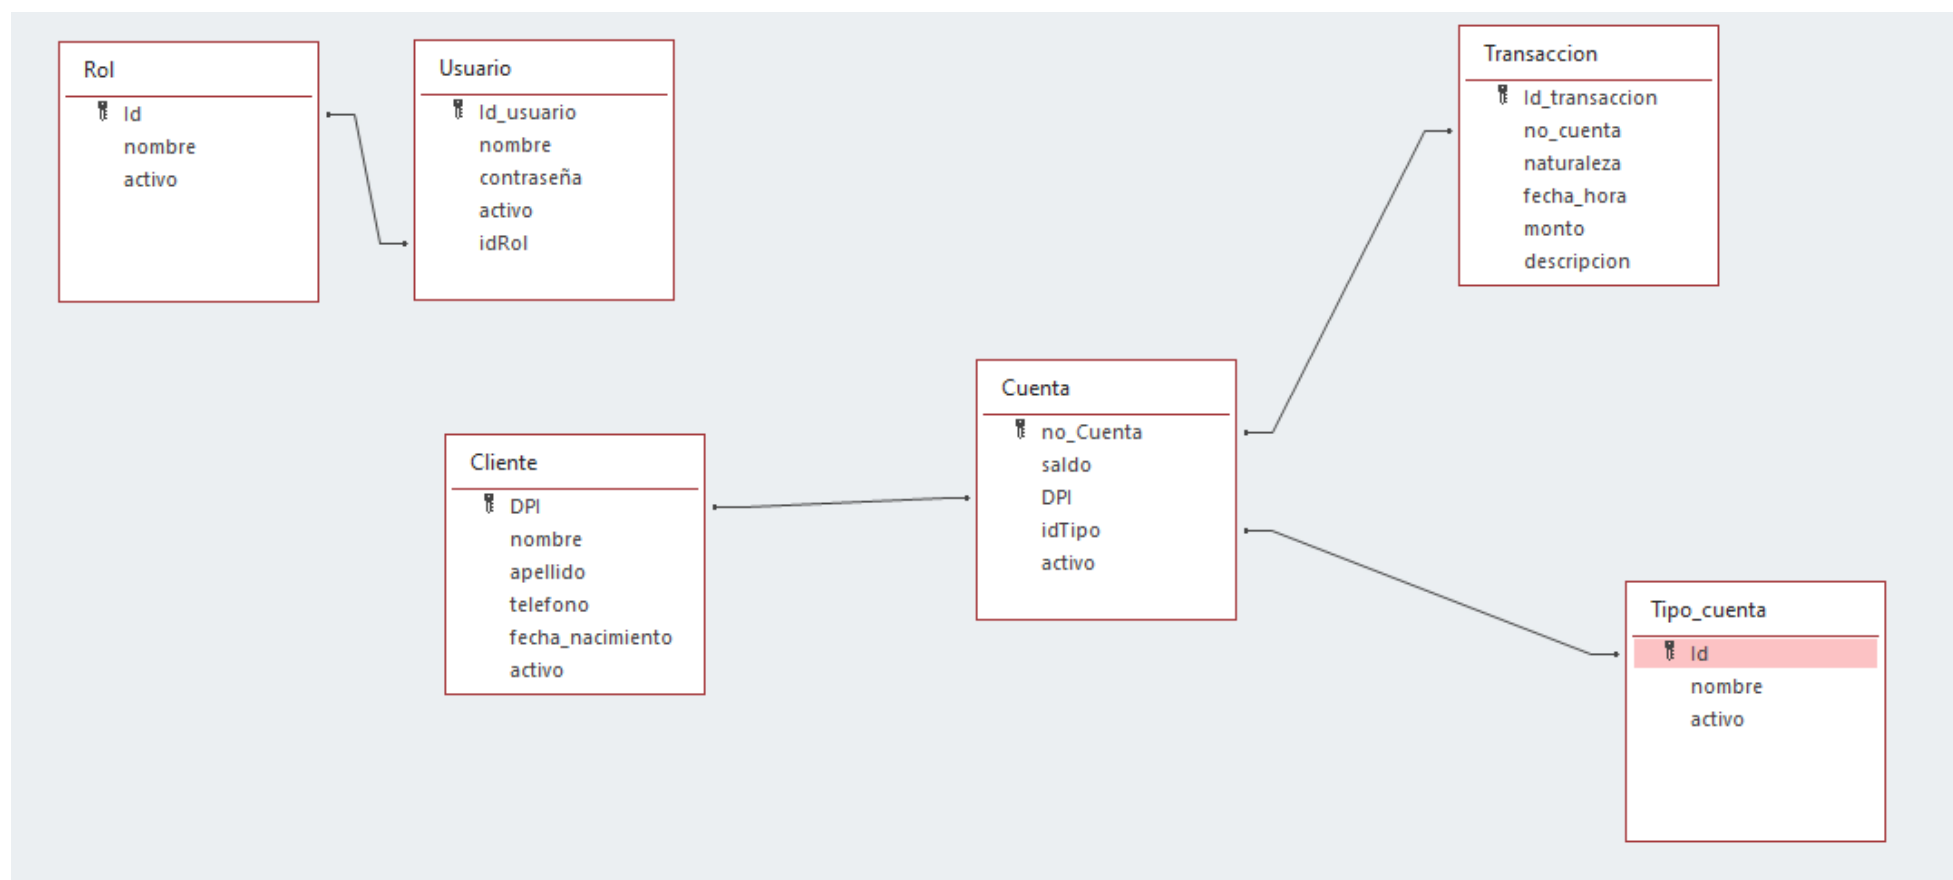 Rol
Id
nombre
activo
Usuario
Id_usuario
nombre
contraseña
activo
idRol
Transaccion
Id_transaccion
no_cuenta
naturaleza
fecha_hora
monto
descripcion
Cliente
DPI
nombre
apellido
telefono
fecha_nacimiento
activo
Cuenta
no_Cuenta
saldo
DPI
idTipo
activo
Tipo_cuenta
Id
nombre
activo